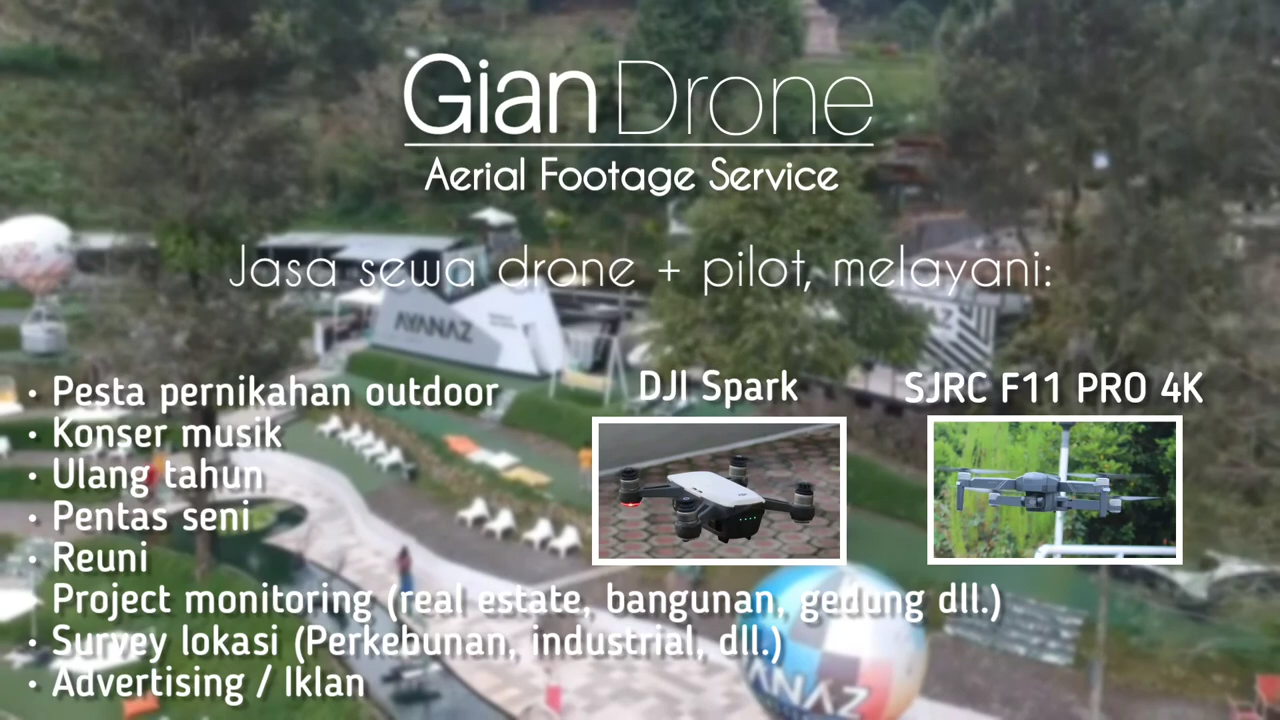 Gian Drone
Aerial Footage Service
Jasa sewa drone + pilot, melayani:
AYANAZ
DJI Spark
SJRC F11 PRO 4K
• Pesta pernikahan outdoor
• Konser musik
• Ulang tahun
• Pentas seni
• Reuni
• Project monitoring (real estate, bangunan, gedung dll.)
• Survey lokasi (Perkebunan, industrial, dll.)
• Advertising / Iklan
AYANAZ